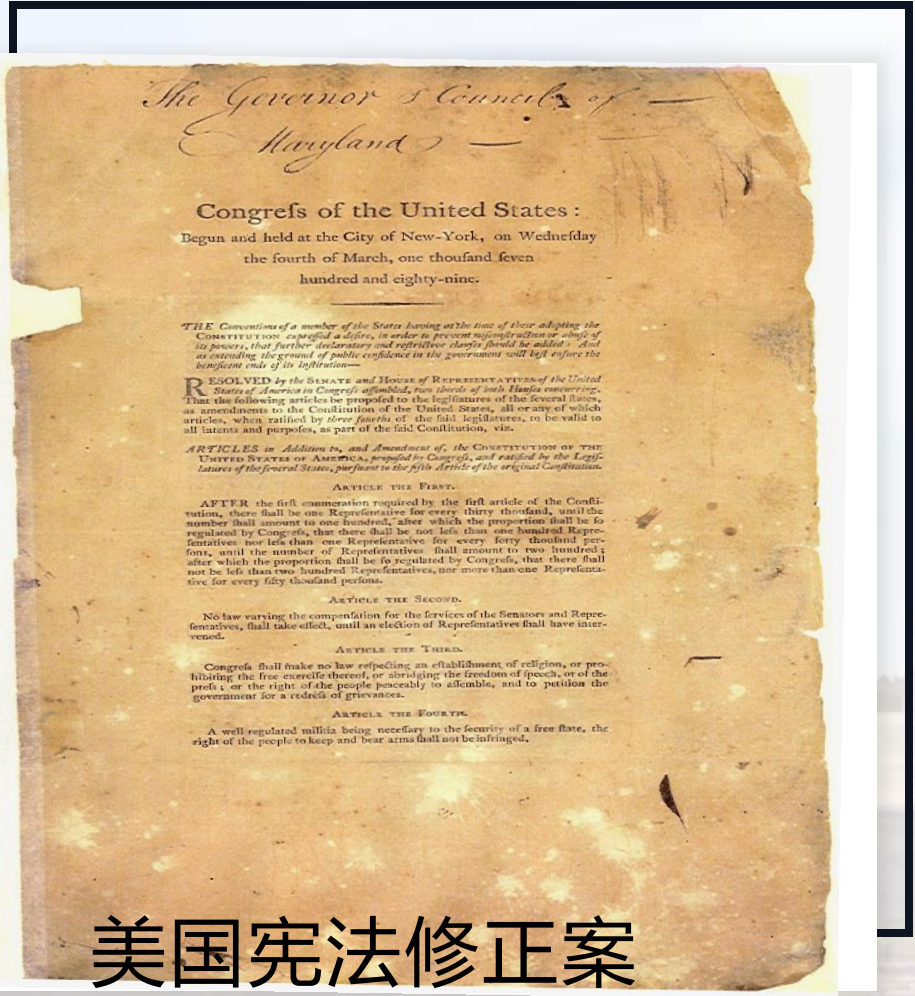 The Governor & Council of —
Maryland —
Congreſs of the United States :
Begun and held at the City of New-York, on Wedneſday
the fourth of March, one thouſand ſeven
hundred and eighty-nine.
THE Conventions of a number of the States having at the time of their adopting the
CONSTITUTION expreſſed a deſire, in order to prevent miſconſtruction or abuſe of
its powers, that further declaratory and reſtrictive clauſes ſhould be added : And
as extending the ground of public confidence in the government will beſt enſure the
beneficent ends of its inſtitution—
RESOLVED by the SENATE and HOUSE of REPRESENTATIVES of the United
States of America in Congreſs aſſembled, two thirds of both Houſes concurring,
That the following articles be propoſed to the legiſlatures of the ſeveral ſtates,
as amendments to the Conſtitution of the United States, all or any of which
articles, when ratified by three fourths of the ſaid legiſlatures, to be valid to
all intents and purpoſes, as part of the ſaid Conſtitution, viz.
ARTICLES in Addition to, and Amendment of, the CONSTITUTION OF THE
UNITED STATES OF AMERICA, propoſed by Congreſs, and ratified by the Legiſ-
latures of the ſeveral States, purſuant to the fifth Article of the original Conſtitution.
ARTICLE THE FIRST.
AFTER the firſt enumeration required by the firſt article of the Conſti-
tution, there ſhall be one Repreſentative for every thirty thouſand, until the
number ſhall amount to one hundred, after which the proportion ſhall be ſo
regulated by Congreſs, that there ſhall be not leſs than one hundred Repre-
ſentatives nor leſs than one Repreſentative for every forty thouſand per-
ſons, until the number of Repreſentatives ſhall amount to two hundred ;
after which the proportion ſhall be ſo regulated by Congreſs, that there ſhall
not be leſs than two hundred Repreſentatives, nor more than one Repreſenta-
tive for every fifty thouſand perſons.
ARTICLE THE SECOND.
No law varying the compenſation for the ſervices of the Senators and Repre-
ſentatives, ſhall take effect, until an election of Repreſentatives ſhall have inter-
vened.
ARTICLE THE THIRD.
Congreſs ſhall make no law reſpecting an eſtabliſhment of religion, or pro-
hibiting the free exerciſe thereof, or abridging the freedom of ſpeech, or of the
preſs ; or the right of the people peaceably to aſſemble, and to petition the
government for a redreſs of grievances.
ARTICLE THE FOURTH.
A well regulated militia being neceſſary to the ſecurity of a free ſtate, the
right of the people to keep and bear arms ſhall not be infringed,
美国宪法修正案